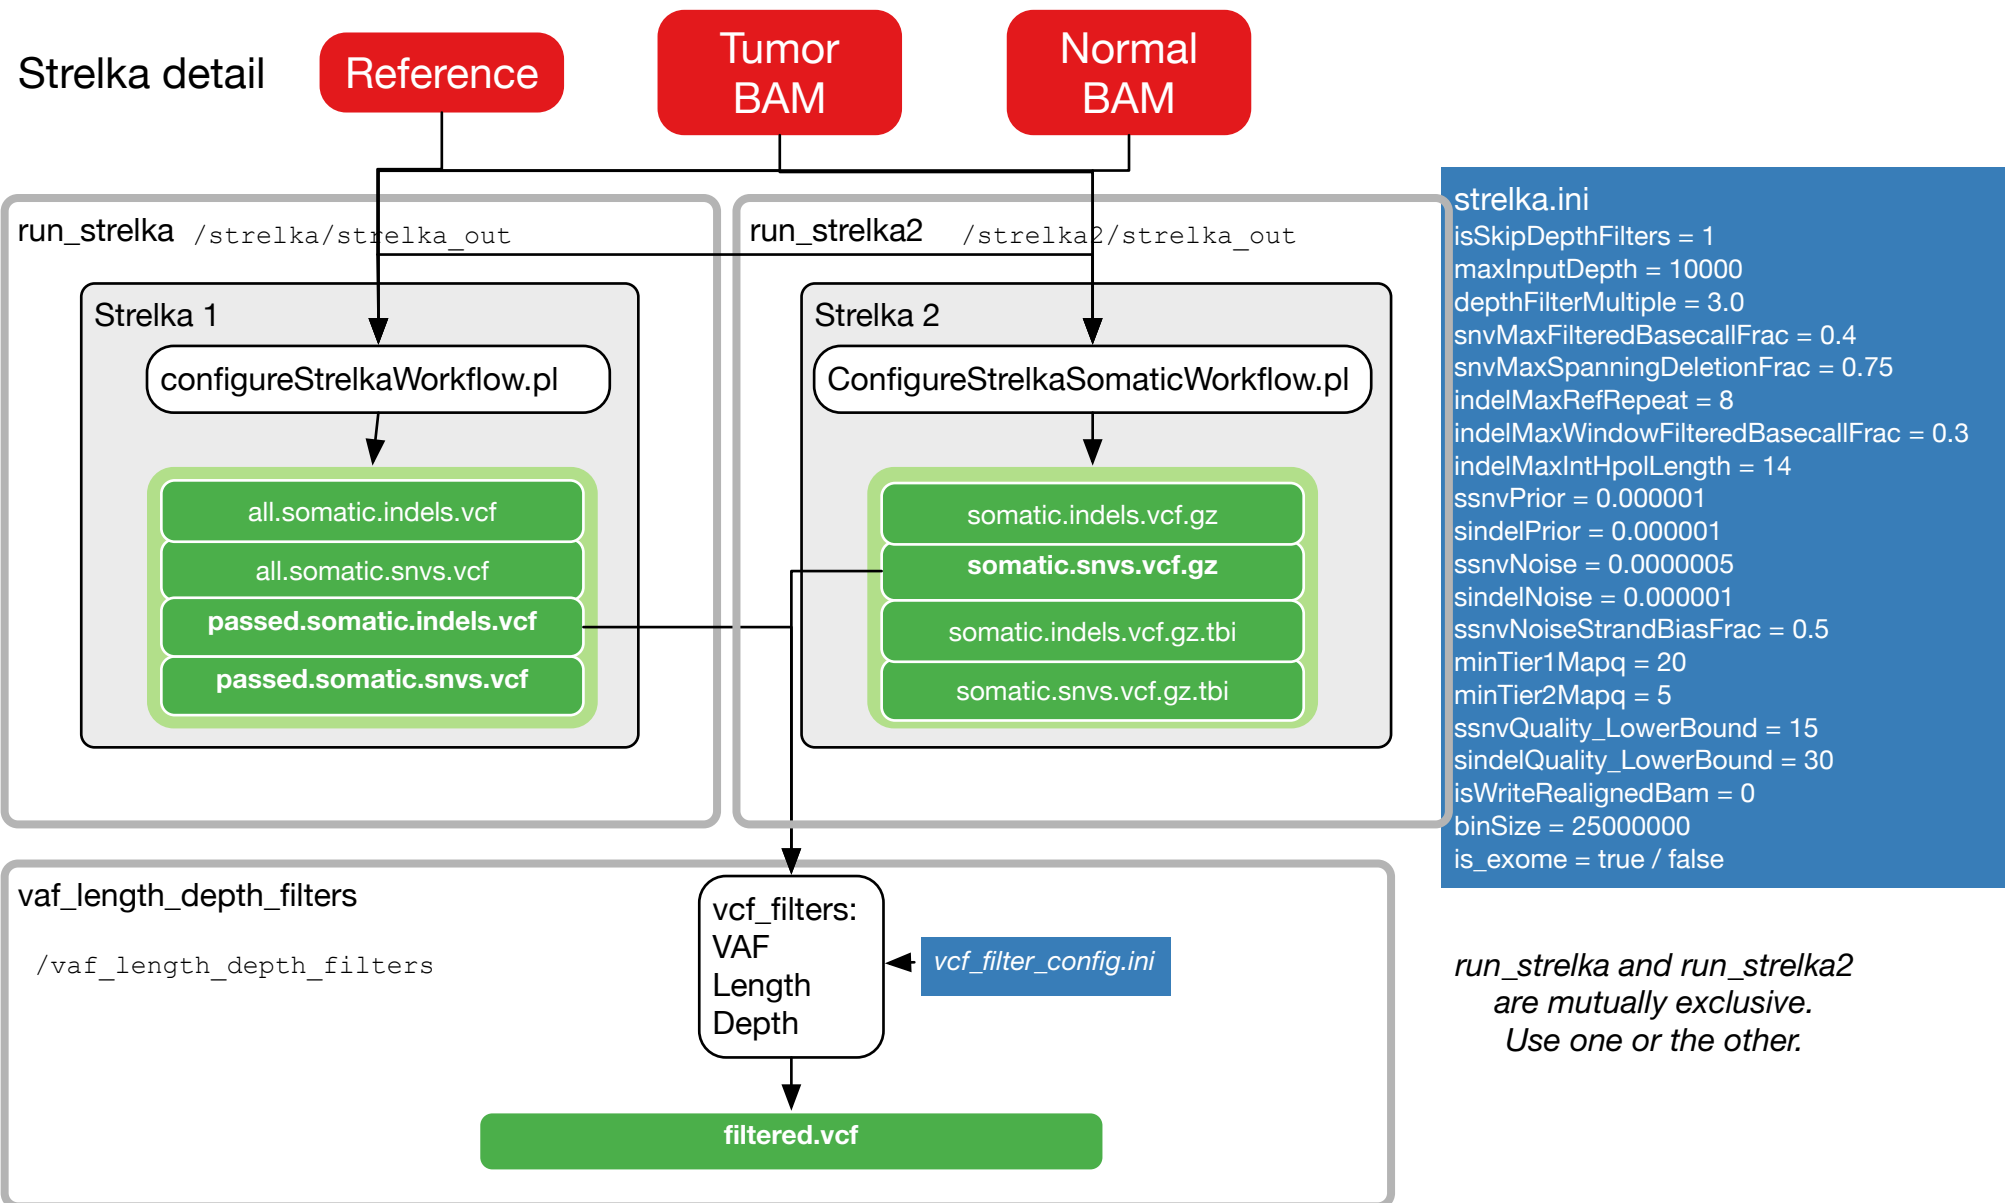 Strelka detail
Reference
Tumor
BAM
Normal
BAM
run_strelka /strelka/strelka_out
Strelka 1
configureStrelkaWorkflow.pl
all.somatic.indels.vcf
all.somatic.snvs.vcf
passed.somatic.indels.vcf
passed.somatic.snvs.vcf
run_strelka2 /strelka2/strelka_out
Strelka 2
ConfigureStrelkaSomaticWorkflow.pl
somatic.indels.vcf.gz
somatic.snvs.vcf.gz
somatic.indels.vcf.gz.tbi
somatic.snvs.vcf.gz.tbi
strelka.ini
isSkipDepthFilters = 1
maxInputDepth = 10000
depthFilterMultiple = 3.0
snvMaxFilteredBasecallFrac = 0.4
snvMaxSpanningDeletionFrac = 0.75
indelMaxRefRepeat = 8
indelMaxWindowFilteredBasecallFrac = 0.3
indelMaxIntHpolLength = 14
ssnvPrior = 0.000001
sindelPrior = 0.000001
ssnvNoise = 0.0000005
sindelNoise = 0.000001
ssnvNoiseStrandBiasFrac = 0.5
minTier1Mapq = 20
minTier2Mapq = 5
ssnvQuality_LowerBound = 15
sindelQuality_LowerBound = 30
isWriteRealignedBam = 0
binSize = 25000000
is_exome = true / false
vaf_length_depth_filters
/vaf_length_depth_filters
vcf_filters:
VAF
Length
Depth
vcf_filter_config.ini
filtered.vcf
run_strelka and run_strelka2
are mutually exclusive.
Use one or the other.